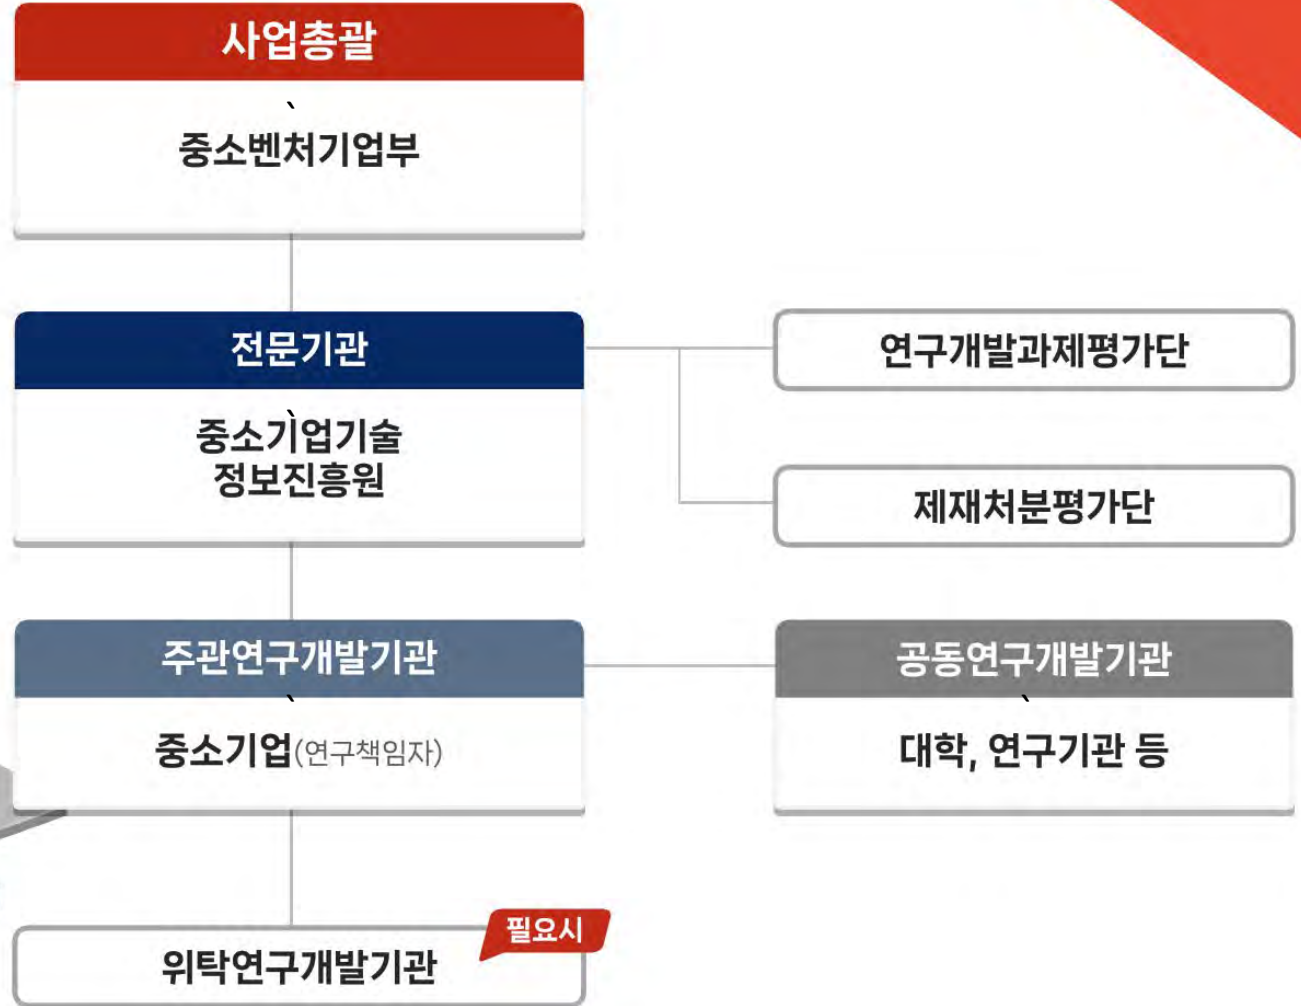 사업총괄
중소벤처기업부
전문기관
중소기업기술
정보진흥원
연구개발과제평가단
제재처분평가단
주관연구개발기관
중소기업(연구책임자)
공동연구개발기관
대학, 연구기관 등
필요시
위탁연구개발기관